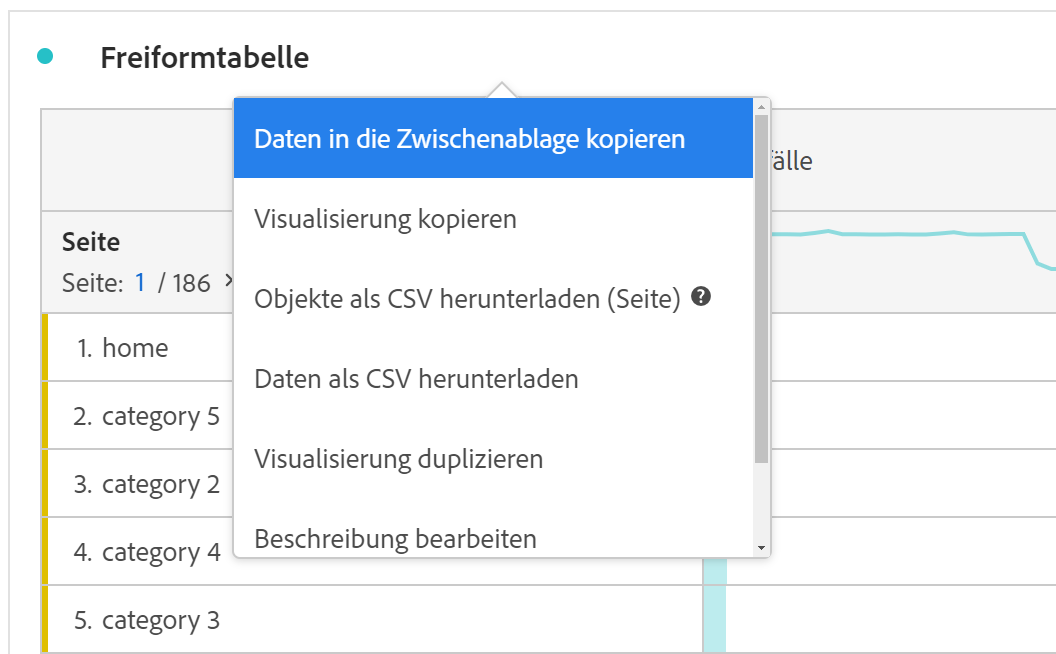 Freiformtabelle
Daten in die Zwischenablage kopieren
Visualisierung kopieren
Objekte als CSV herunterladen (Seite)
Daten als CSV herunterladen
Visualisierung duplizieren
Beschreibung bearbeiten
Seite
Seite: 1 / 186 >
1. home
2. category 5
3. category 2
4. category 4
5. category 3